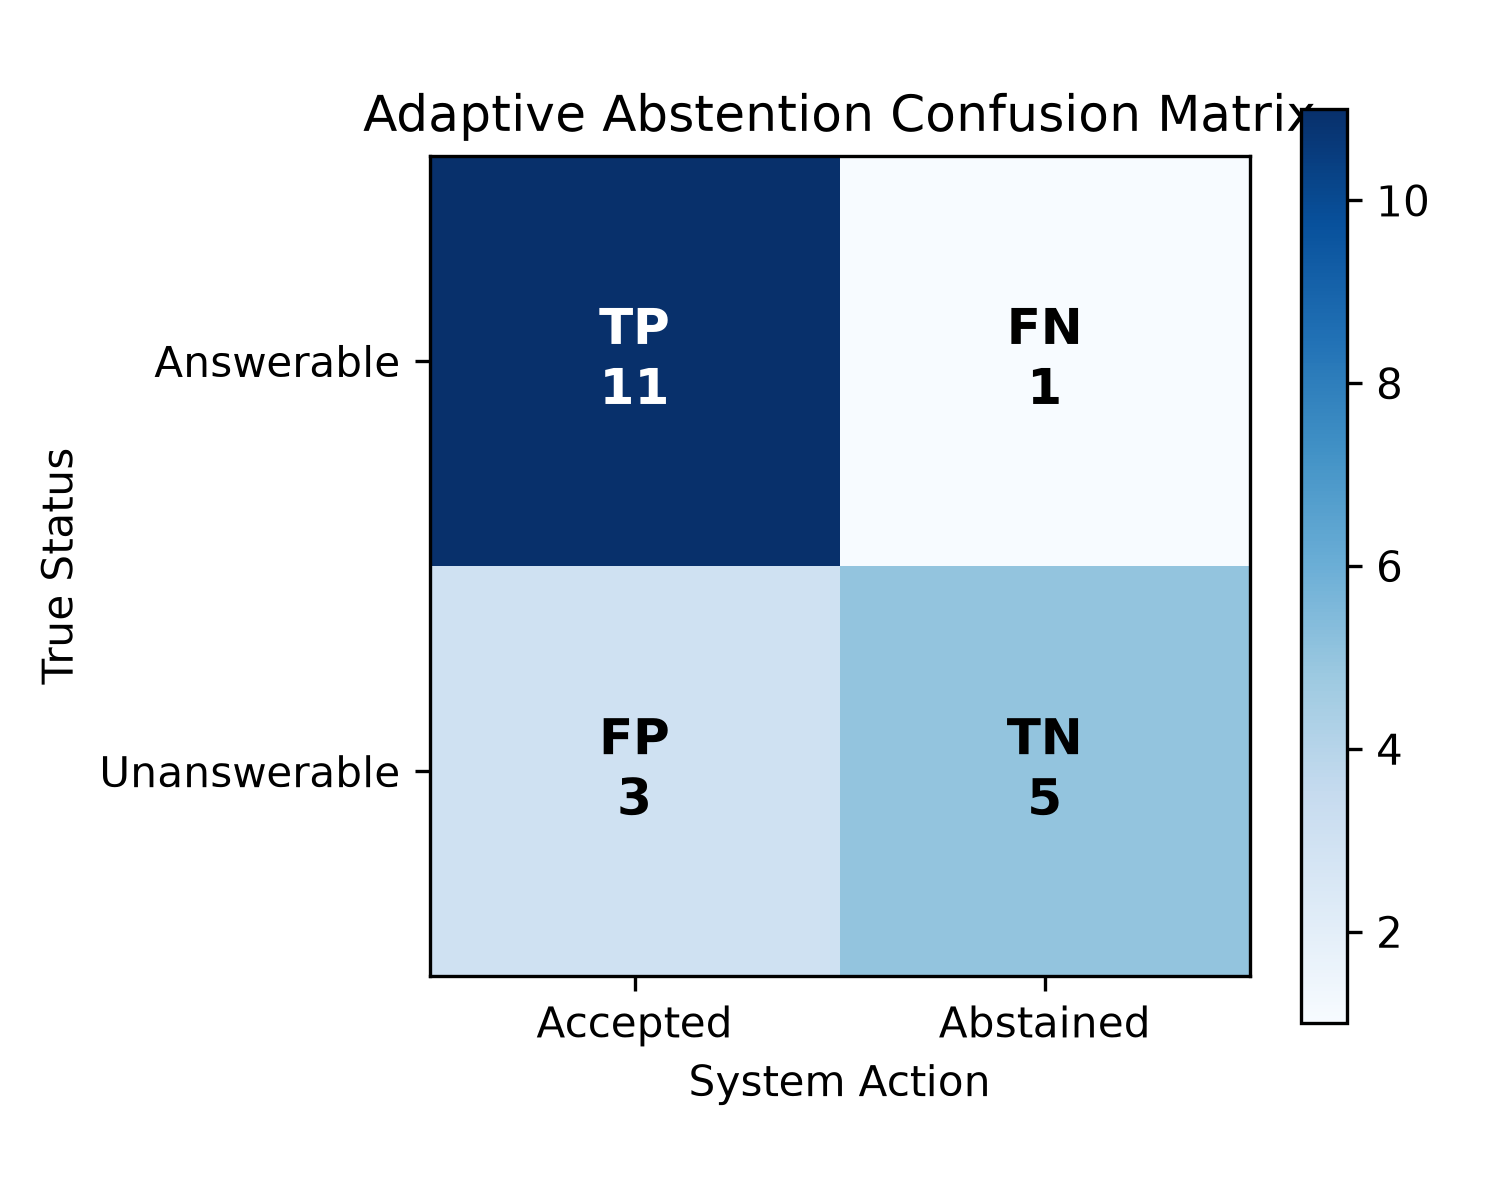 Adaptive Abstention Confusion Matrix
True Status
Answerable
Unanswerable
TP
11
FN
1
FP
3
TN
5
Accepted
Abstained
System Action
10
8
6
4
2